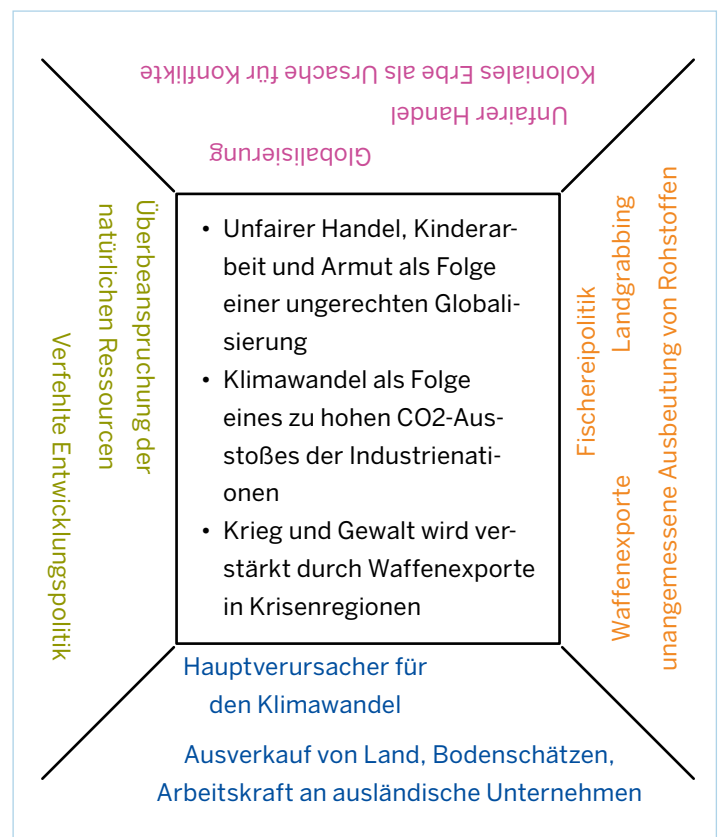 Koloniales Erbe als Ursache für Konflikte
Unfairer Handel
Globalisierung
Überbeanspruchung der
natürlichen Ressourcen
Verfehlte Entwicklungspolitik
• Unfairer Handel, Kinderar-
beit und Armut als Folge
einer ungerechten Globali-
sierung
• Klimawandel als Folge
eines zu hohen CO2-Aus-
stoßes der Industrienati-
onen
• Krieg und Gewalt wird ver-
stärkt durch Waffenexporte
in Krisenregionen
Fischereipolitik
Landgrabbing
Waffenexporte
unangemessene Ausbeutung von Rohstoffen
Hauptverursacher für
den Klimawandel
Ausverkauf von Land, Bodenschätzen,
Arbeitskraft an ausländische Unternehmen